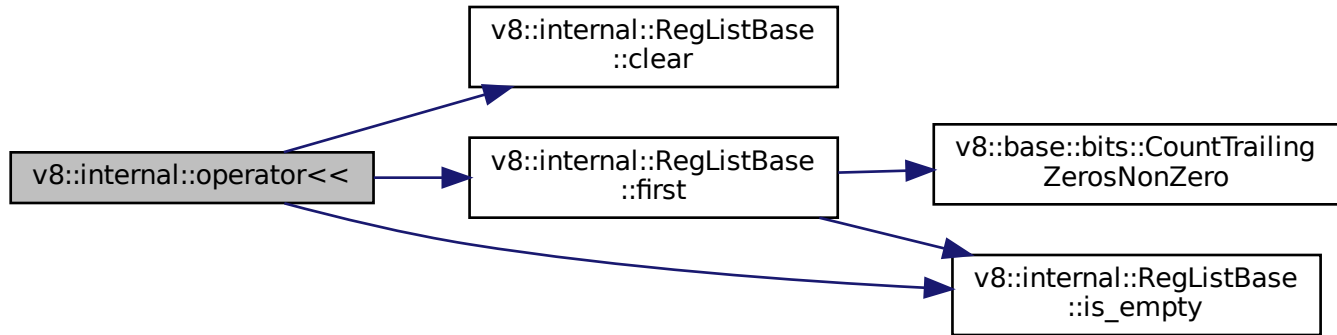 v8::internal::operator<<
v8::internal::RegListBase
::clear
v8::internal::RegListBase
::first
v8::base::bits::CountTrailing
ZerosNonZero
v8::internal::RegListBase
::is_empty